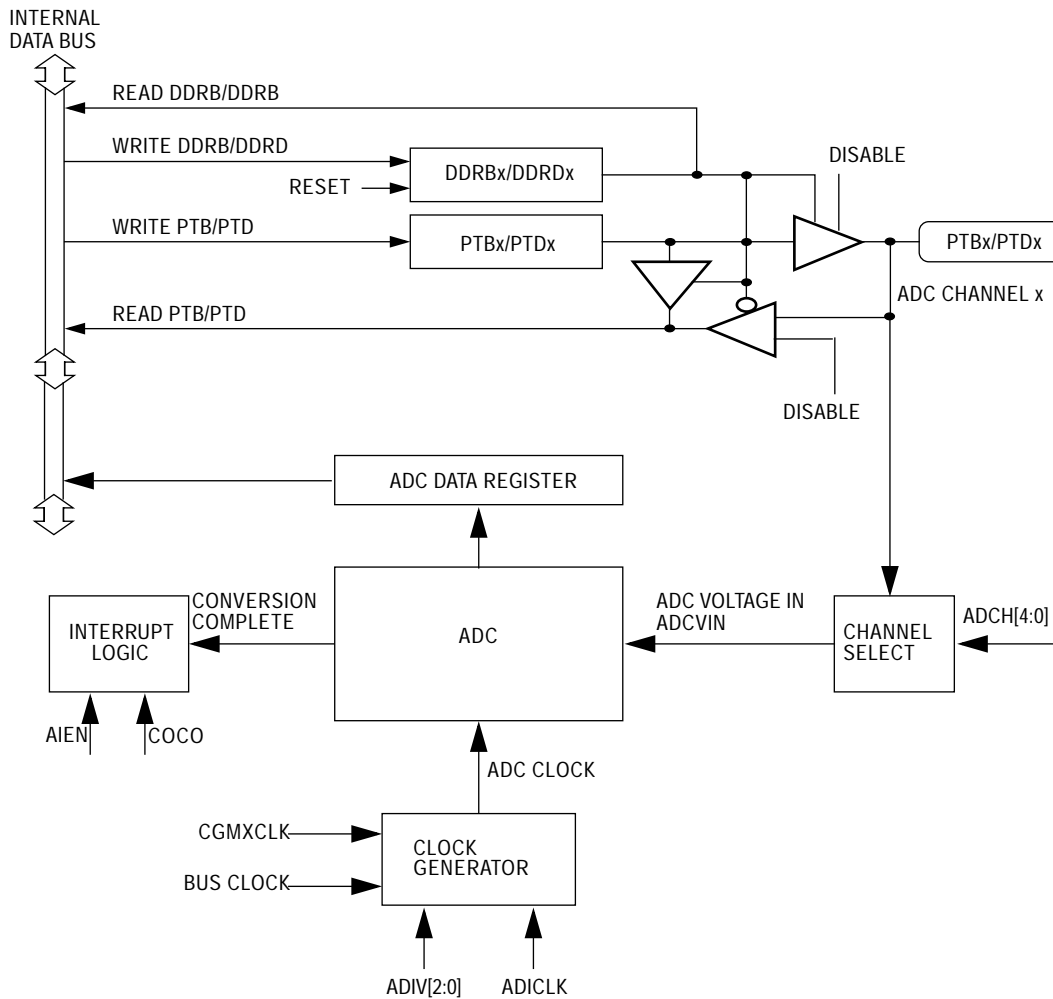 INTERNAL
DATA BUS
READ DDRB/DDRB
WRITE DDRB/DDRD
DISABLE
DDRBx/DDRDx
RESET
WRITE PTB/PTD
PTBx/PTDx
PTBx/PTDx
ADC CHANNEL x
READ PTB/PTD
DISABLE
ADC DATA REGISTER
CONVERSION
COMPLETE
INTERRUPT
LOGIC
ADC
ADC VOLTAGE IN
ADCVIN
CHANNEL
SELECT
ADCH[4:0]
AIEN
COCO
ADC CLOCK
CGMXCLK
CLOCK
GENERATOR
BUS CLOCK
ADIV[2:0]
ADICLK